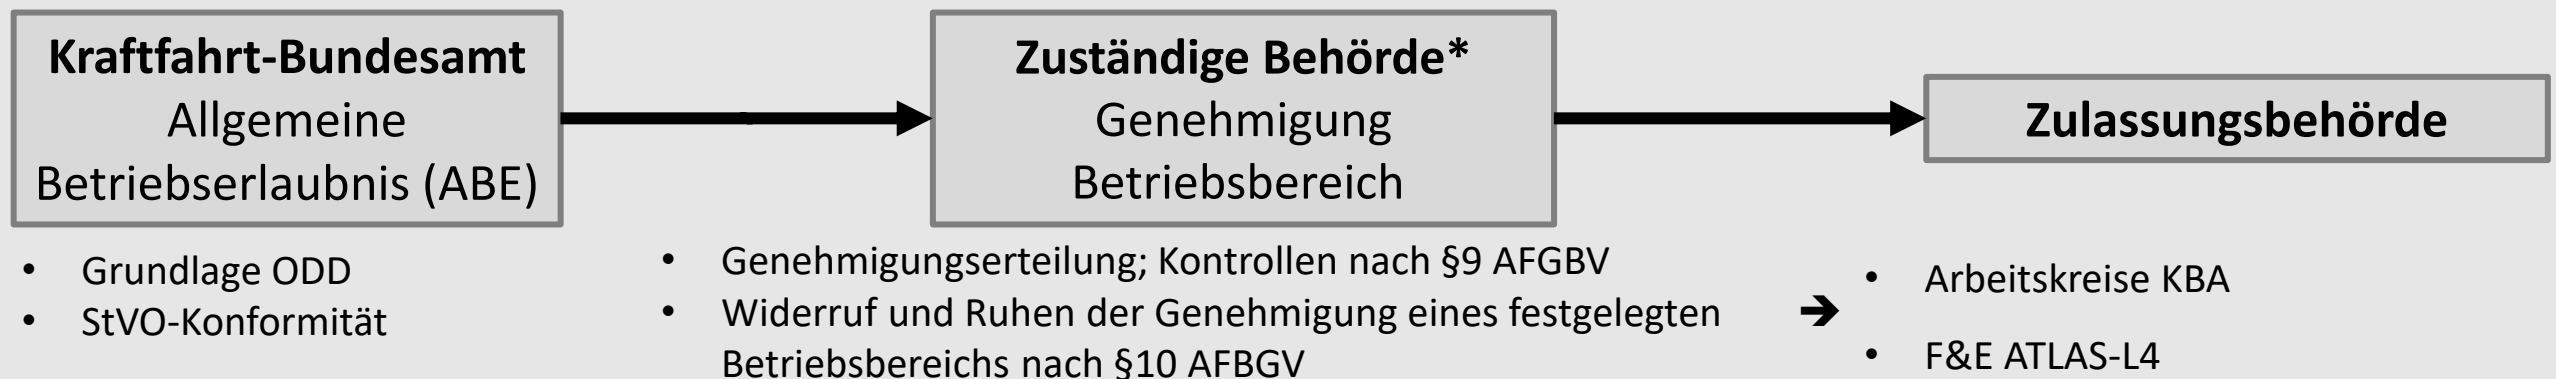 Kraftfahrt-Bundesamt
Allgemeine
Betriebserlaubnis (ABE)
• Grundlage ODD
• StVO-Konformität
Zuständige Behörde*
Genehmigung
Betriebsbereich
• Genehmigungserteilung; Kontrollen nach §9 AFGBV
• Widerruf und Ruhen der Genehmigung eines festgelegten
Betriebsbereichs nach §10 AFBGV
Zulassungsbehörde
➔
• Arbeitskreise KBA
• F&E ATLAS-L4